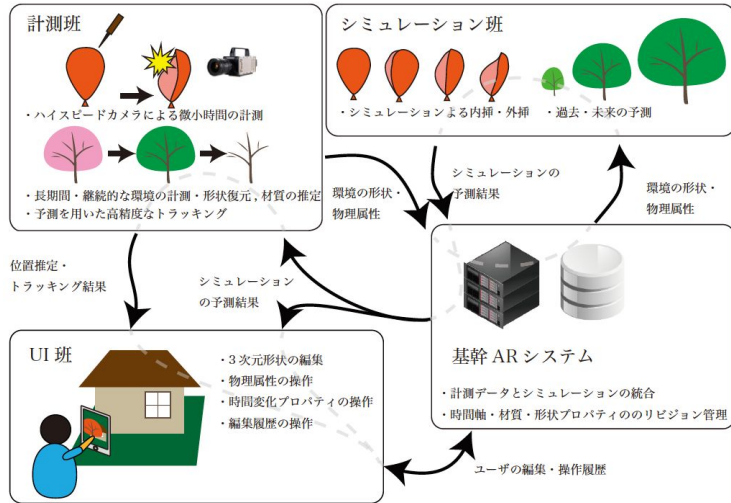 計測班
・ハイスピードカメラによる微小時間の計測
・長期間・継続的な環境の計測・形状復元 , 材質の推定
・予測を用いた高精度なトラッキング
シミュレーション班
・シミュレーションよる内挿・外挿
・過去・未来の予測
環境の形状・
物理属性
シミュレーションの
予測結果
環境の形状・
物理属性
位置推定・
トラッキング結果
シミュレーション
の予測結果
UI 班
・3 次元形状の編集
・物理属性の操作
・時間変化プロパティの操作
・編集履歴の操作
基幹 AR システム
・計測データとシミュレーションの統合
・時間軸・材質・形状プロパティののリビジョン管理
ユーザの編集・操作履歴